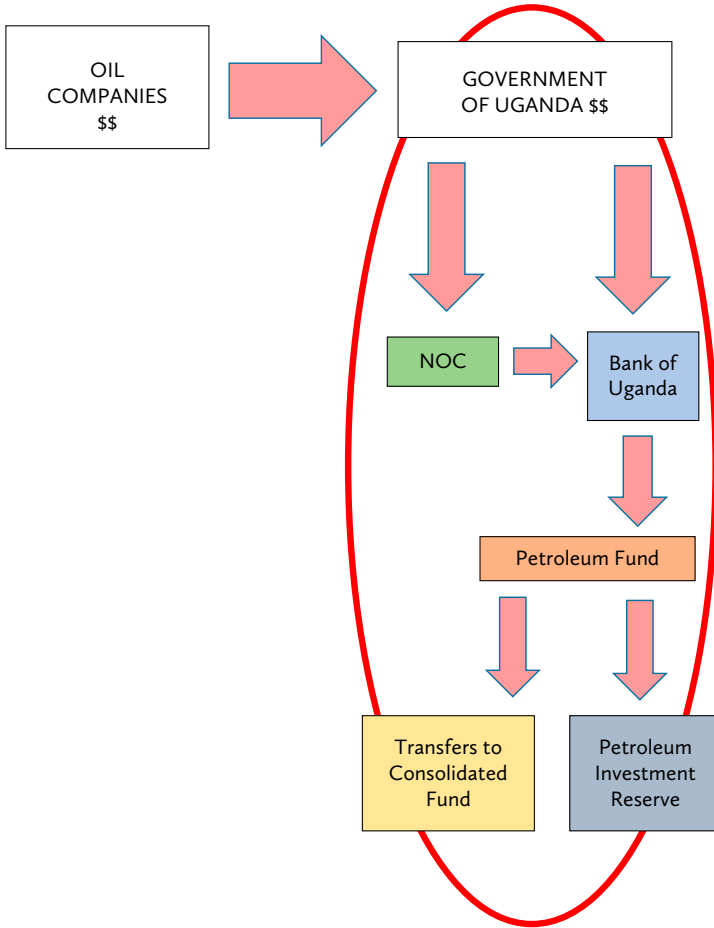 OIL
COMPANIES
$$
GOVERNMENT
OF UGANDA $$
NOC
Bank of
Uganda
Petroleum Fund
Transfers to
Consolidated
Fund
Petroleum
Investment
Reserve